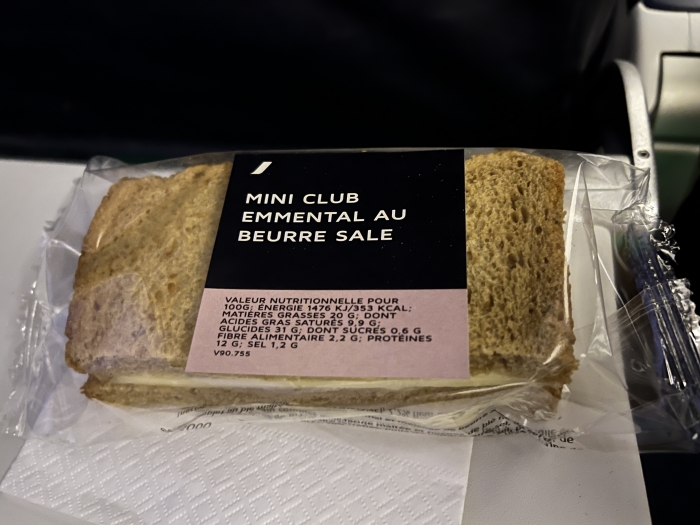 MINI CLUB
EMMENTAL AU
BEURRE SALE
VALEUR NUTRITIONNELLE POUR
100G; ÉNERGIE 1476 KJ/353 KCAL;
MATIÈRES GRASSES 20 G; DONT
ACIDES GRAS SATURÉS 9,9 G;
GLUCIDES 31 G; DONT SUCRES 0,6 G
FIBRE ALIMENTAIRE 2,2 G; PROTÉINES
12 G; SEL 1,2 G
V90.755